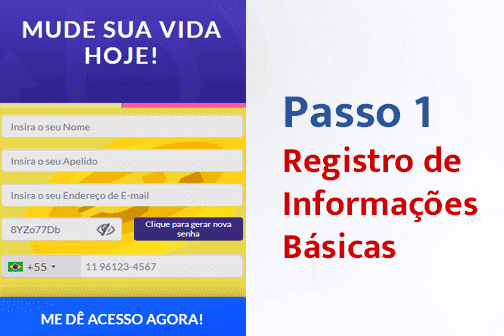 MUDE SUA VIDA
HOJE!
Insira o seu Nome
Insira o seu Apelido
Insira o seu Endereço de E-mail
8YZo77Db
Clique para gerar nova
senha
+55
11 96123-4567
ME DÊ ACESSO AGORA!
Passo 1
Registro de
Informações
Básicas